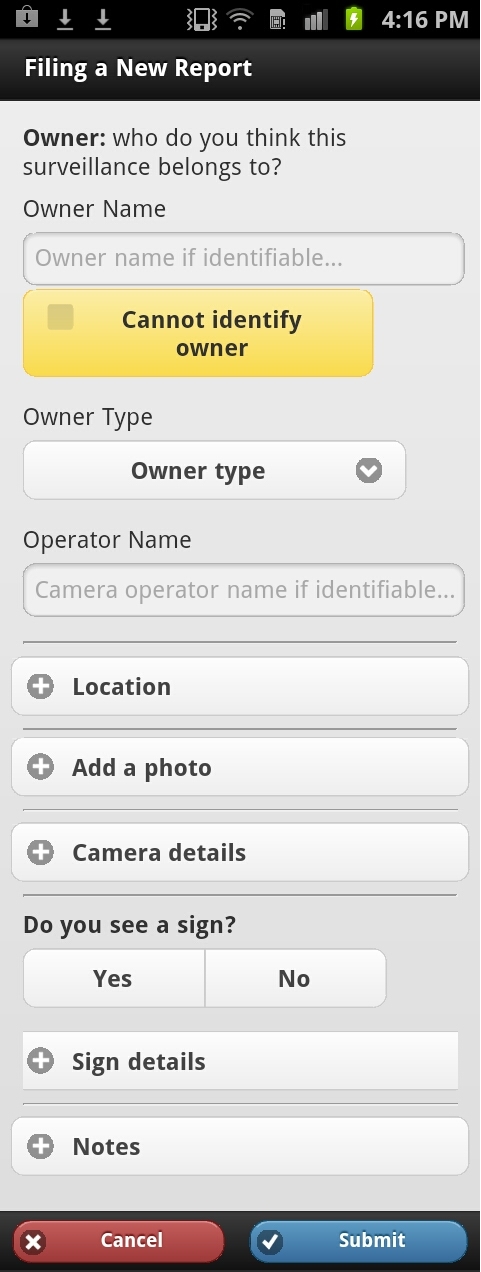 4:16 PM
Filing a New Report
Owner: who do you think this
surveillance belongs to?
Owner Name
Owner name if identifiable...
Cannot identify
owner
Owner Type
Owner type
Operator Name
Camera operator name if identifiable...
Location
Add a photo
Camera details
Do you see a sign?
Yes No
Sign details
Notes
Cancel Submit